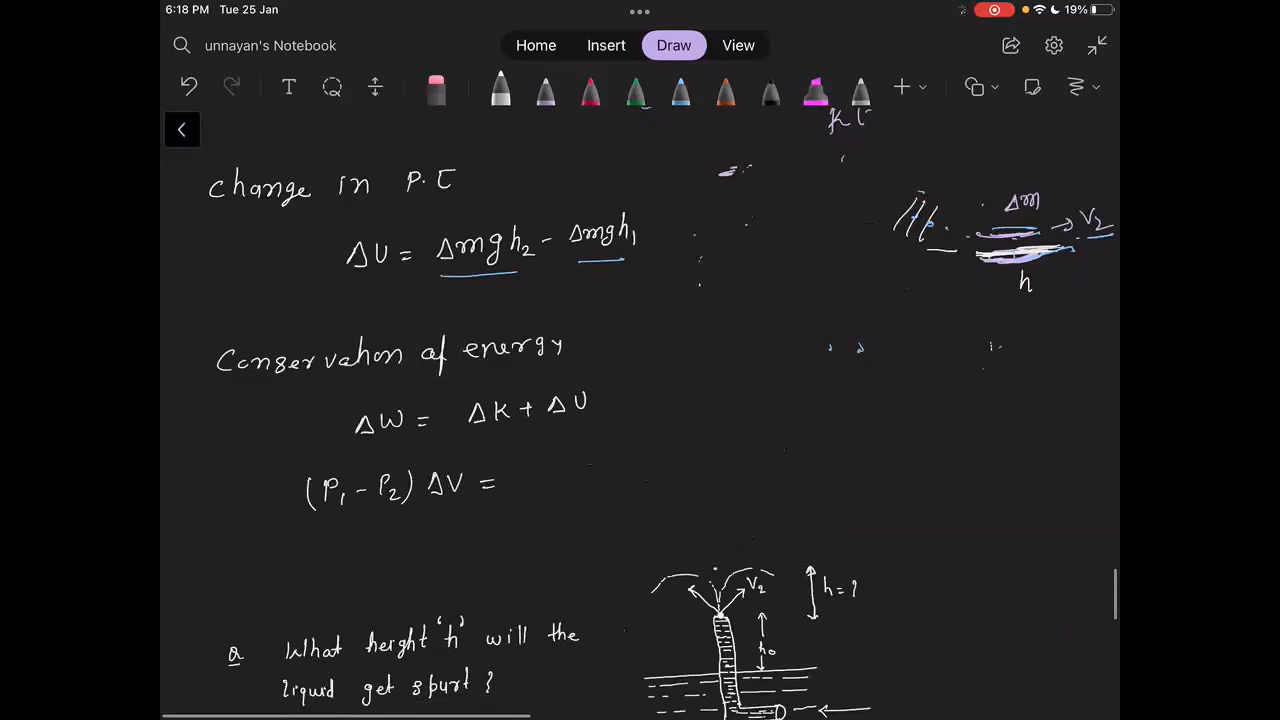 6:18 PM Tue 25 Jan
19%
unnayan's Notebook
Home Insert Draw View
T
Change in P.E
ΔU = Δmgh₂ - Δmgh₁
Δm
→ V₂
h
Conservation of energy
ΔW = ΔK + ΔU
(P₁ - P₂) ΔV =
V₂
h = ?
h₀
Q What height 'h' will the
liquid get spurt ?